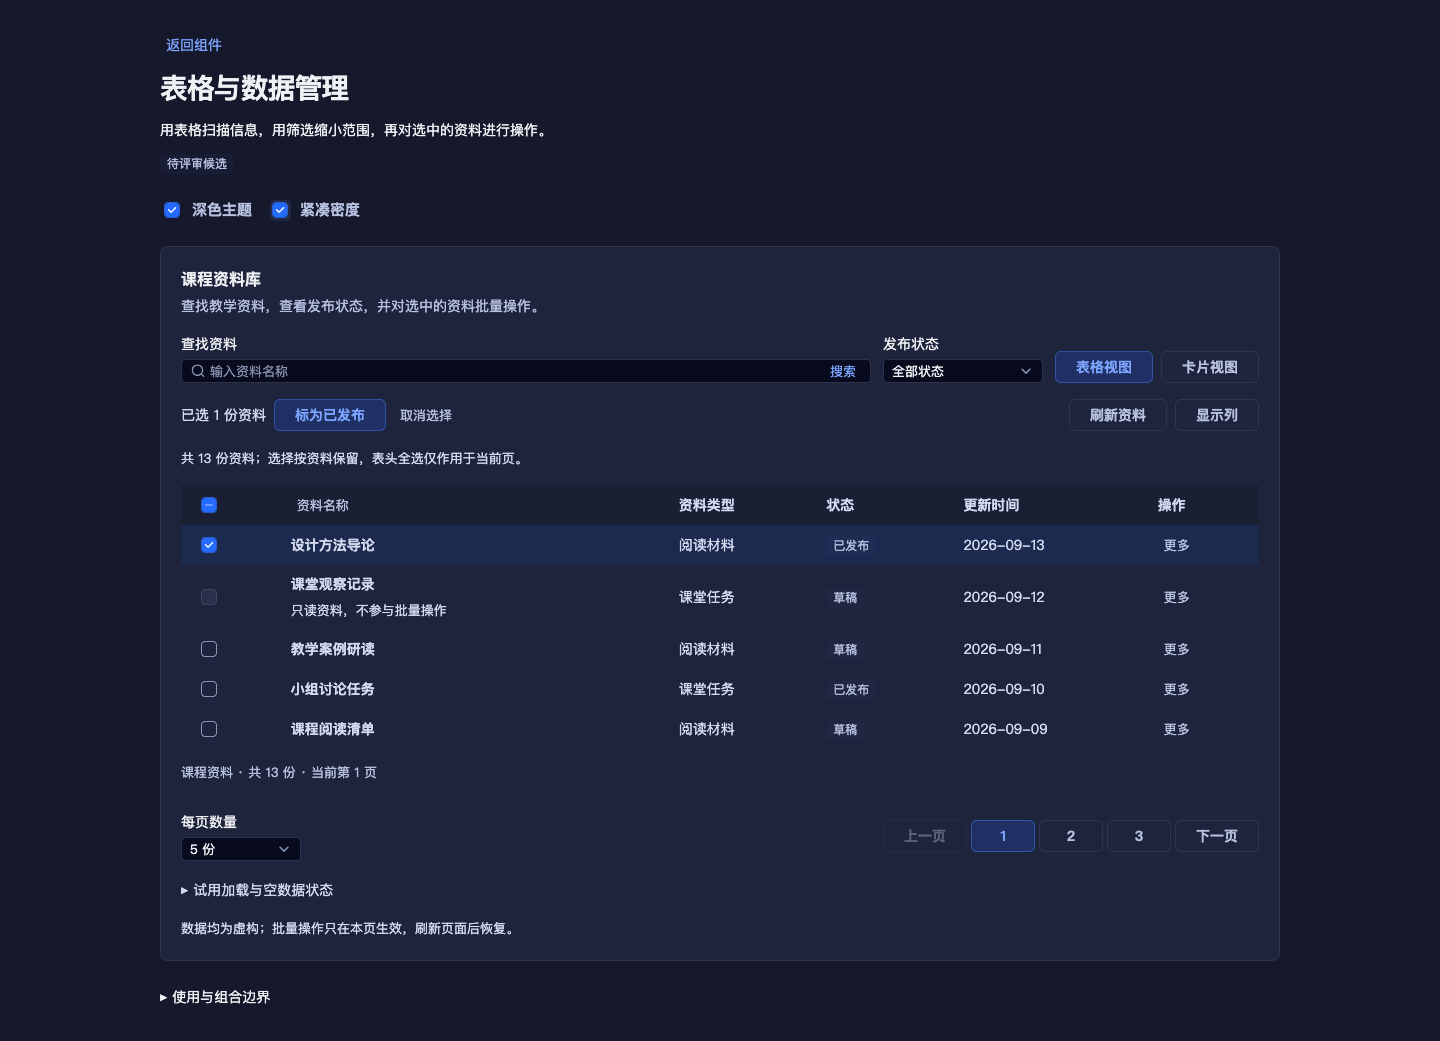 返回组件
表格与数据管理
用表格扫描信息，用筛选缩小范围，再对选中的资料进行操作。
待评审候选
深色主题 紧凑密度
课程资料库
查找教学资料，查看发布状态，并对选中的资料批量操作。
查找资料 发布状态
输入资料名称 搜索 全部状态 表格视图 卡片视图
已选 1 份资料 标为已发布 取消选择 刷新资料 显示列
共 13 份资料；选择按资料保留，表头全选仅作用于当前页。
资料名称 资料类型 状态 更新时间 操作
设计方法导论 阅读材料 已发布 2026-09-13 更多
课堂观察记录
只读资料，不参与批量操作 课堂任务 草稿 2026-09-12 更多
教学案例研读 阅读材料 草稿 2026-09-11 更多
小组讨论任务 课堂任务 已发布 2026-09-10 更多
课程阅读清单 阅读材料 草稿 2026-09-09 更多
课程资料 · 共 13 份 · 当前第 1 页
每页数量
5 份 上一页 1 2 3 下一页
▸ 试用加载与空数据状态
数据均为虚构；批量操作只在本页生效，刷新页面后恢复。
▸ 使用与组合边界